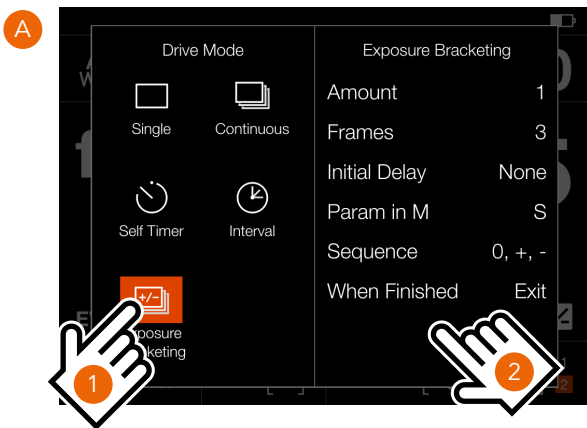 A
Drive Mode
Exposure Bracketing
Single
Continuous
Self Timer
Interval
Amount 1
Frames 3
Initial Delay None
Param in M S
Sequence 0, +, -
When Finished Exit
+/-
1
2